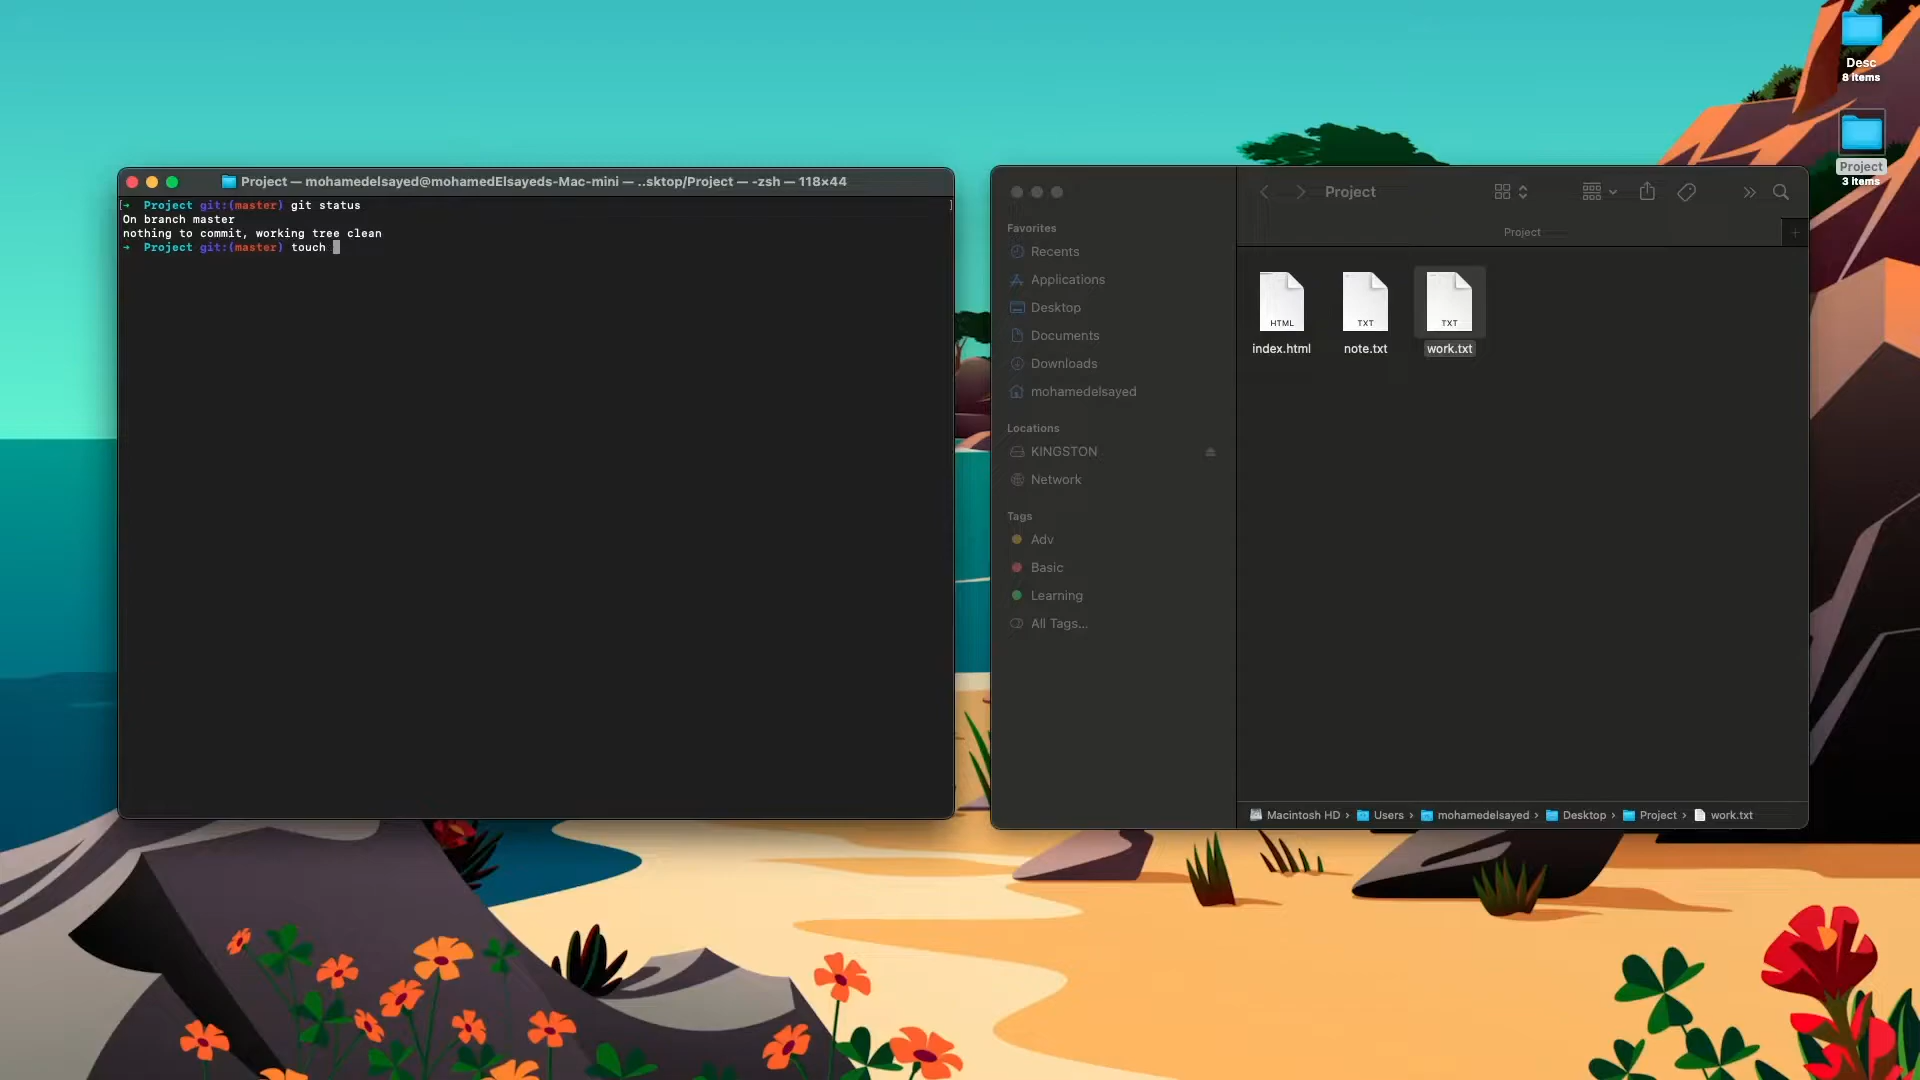 Desc
8 items
Project
3 items
Project — mohamedelsayed@mohamedElsayeds-Mac-mini — ..sktop/Project — -zsh — 118×44
[→ Project git:(master) git status ]
On branch master
nothing to commit, working tree clean
→ Project git:(master) touch
Project
Favorites
Recents
Applications
Desktop
Documents
Downloads
mohamedelsayed
Locations
KINGSTON
Network
Tags
Adv
Basic
Learning
All Tags...
Project
HTML
TXT
TXT
index.html
note.txt
work.txt
Macintosh HD › Users › mohamedelsayed › Desktop › Project › work.txt